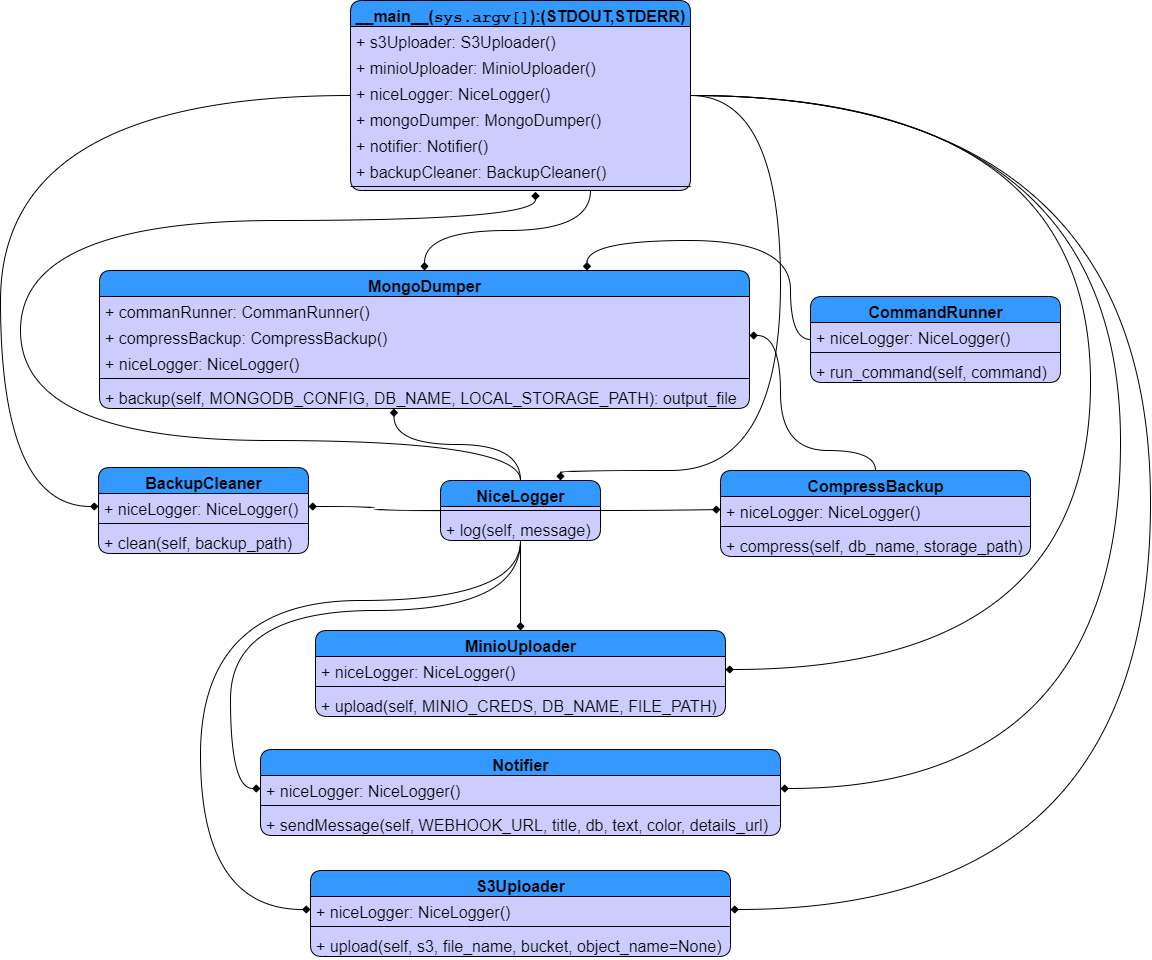 __main__(sys.argv[]):(STDOUT,STDERR)
+ s3Uploader: S3Uploader()
+ minioUploader: MinioUploader()
+ niceLogger: NiceLogger()
+ mongoDumper: MongoDumper()
+ notifier: Notifier()
+ backupCleaner: BackupCleaner()
MongoDumper
+ commanRunner: CommanRunner()
+ compressBackup: CompressBackup()
+ niceLogger: NiceLogger()
+ backup(self, MONGODB_CONFIG, DB_NAME, LOCAL_STORAGE_PATH): output_file
CommandRunner
+ niceLogger: NiceLogger()
+ run_command(self, command)
BackupCleaner
+ niceLogger: NiceLogger()
+ clean(self, backup_path)
NiceLogger
+ log(self, message)
CompressBackup
+ niceLogger: NiceLogger()
+ compress(self, db_name, storage_path)
MinioUploader
+ niceLogger: NiceLogger()
+ upload(self, MINIO_CREDS, DB_NAME, FILE_PATH)
Notifier
+ niceLogger: NiceLogger()
+ sendMessage(self, WEBHOOK_URL, title, db, text, color, details_url)
S3Uploader
+ niceLogger: NiceLogger()
+ upload(self, s3, file_name, bucket, object_name=None)